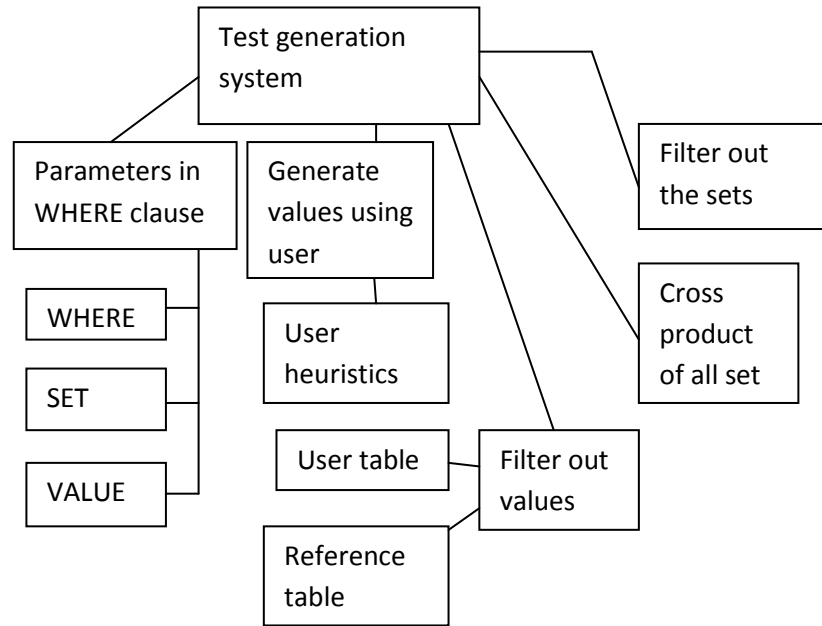 Test generation
system
Parameters in
WHERE clause
Generate
values using
user
Filter out
the sets
WHERE
SET
VALUE
User
heuristics
Cross
product
of all set
User table
Filter out
values
Reference
table